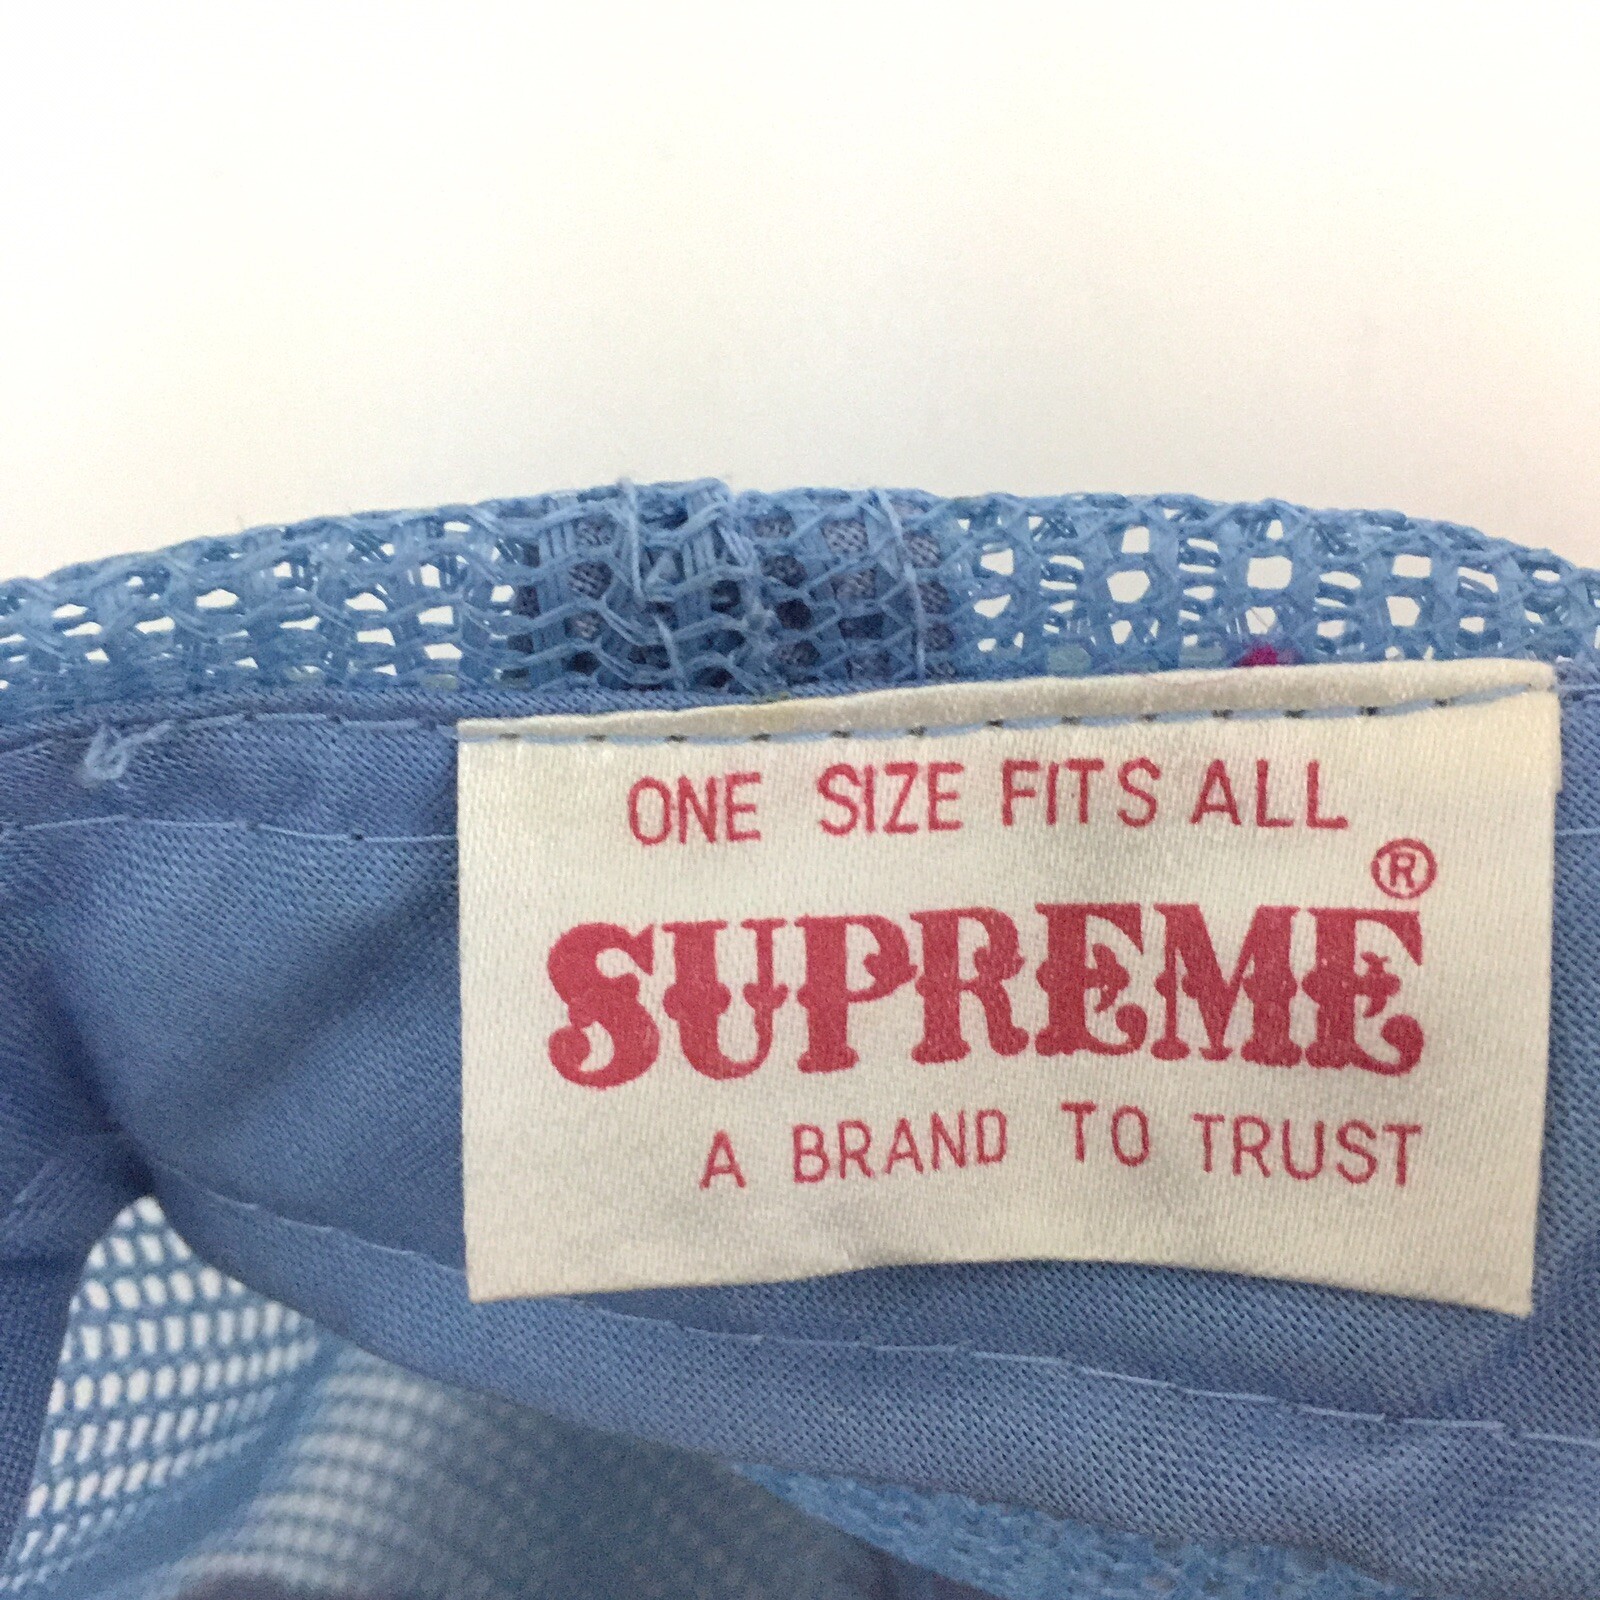 ONE SIZE FITS ALL
SUPREME®
A BRAND TO TRUST